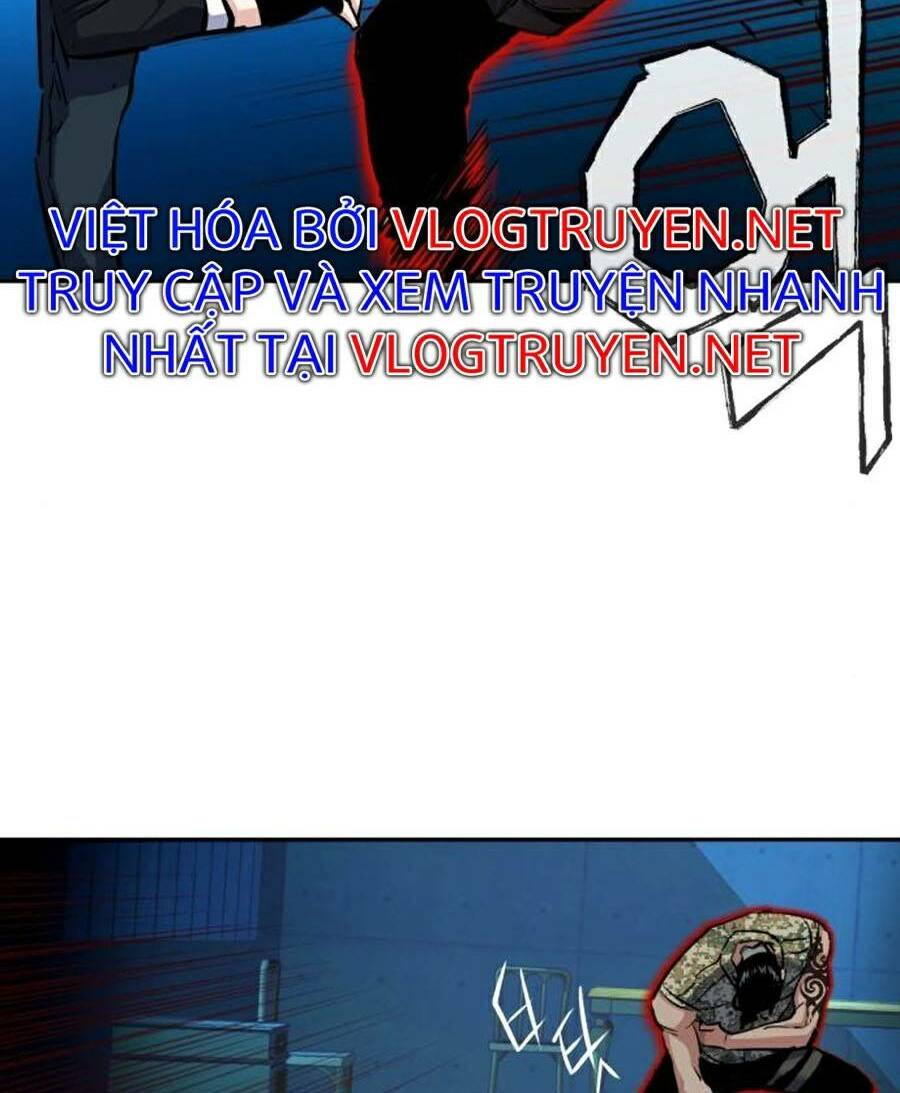 VIỆT HÓA BỞI VLOGTRUYEN.NET
TRUY CẬP VÀ XEM TRUYỆN NHANH
NHẤT TẠI VLOGTRUYEN.NET